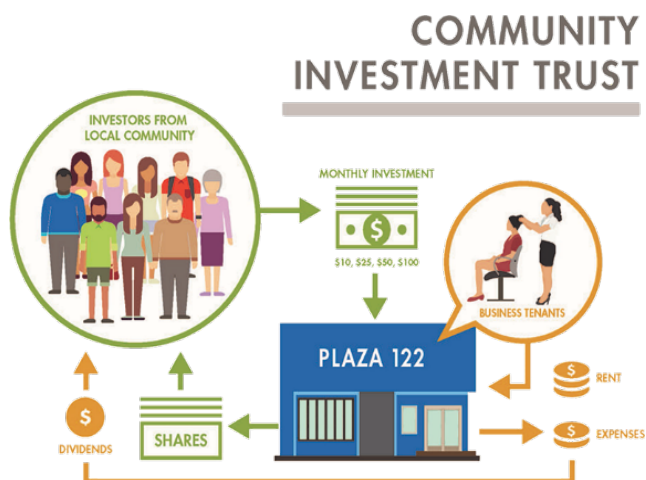 COMMUNITY
INVESTMENT TRUST
INVESTORS FROM
LOCAL COMMUNITY
MONTHLY INVESTMENT
$
$10, $25, $50, $100
BUSINESS TENANTS
PLAZA 122
$ RENT
$ EXPENSES
SHARES
$
DIVIDENDS